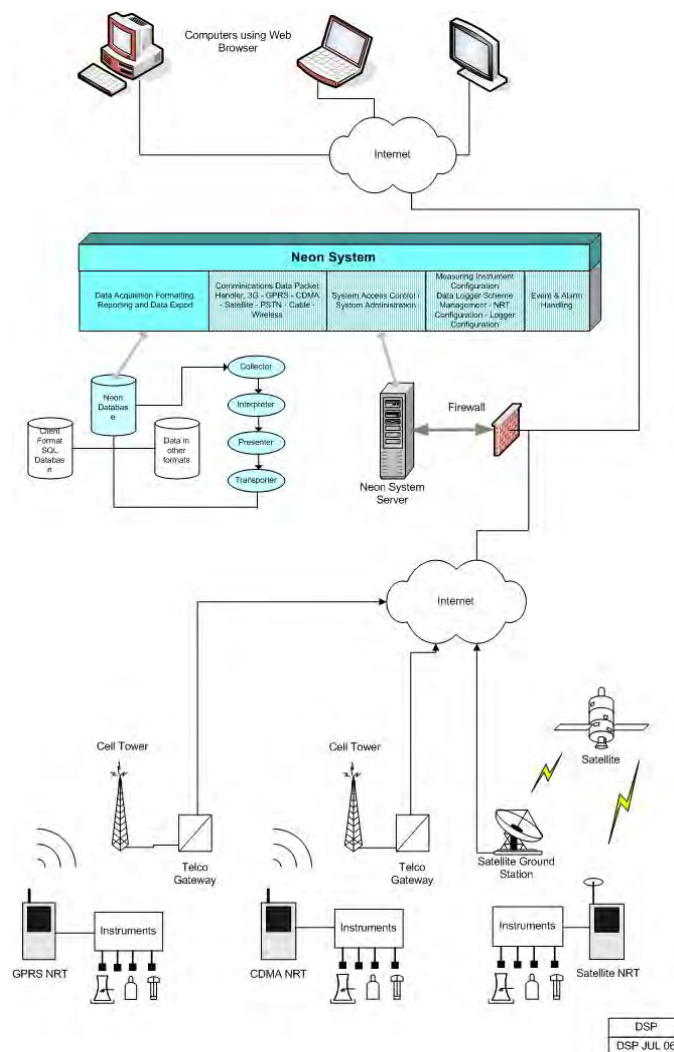 Computers using Web
Browser
Internet
Neon System
Data Acquisition Formatting,
Reporting and Data Export
Communications Data Packet
Handler, 3G - GPRS - CDMA
- Satellite - PSTN - Cable -
Wireless
System Access Control /
System Administration
Measuring Instrument
Configuration
Data Logger Scheme
Management - NRT
Configuration - Logger
Configuration
Event & Alarm
Handling
Neon
Databas
e
Collector
Interpreter
Presenter
Transporter
Client
Format
SQL
Databas
e
Data in
other
formats
Firewall
Neon System
Server
Internet
Cell Tower
Cell Tower
Satellite
Telco
Gateway
Telco
Gateway
Satellite Ground
Station
Instruments
Instruments
Instruments
GPRS NRT
CDMA NRT
Satellite NRT
DSP
DSP JUL 06